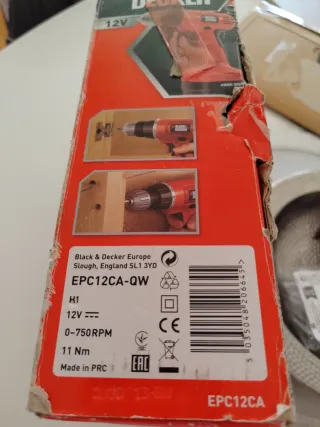 DECKER
12V
Black & Decker Europe
Slough, England SL1 3YD
EPC12CA-QW
H1
12V
0-750RPM
11 Nm
Made in PRC
CE
EAC
5035048206645
EPC12CA